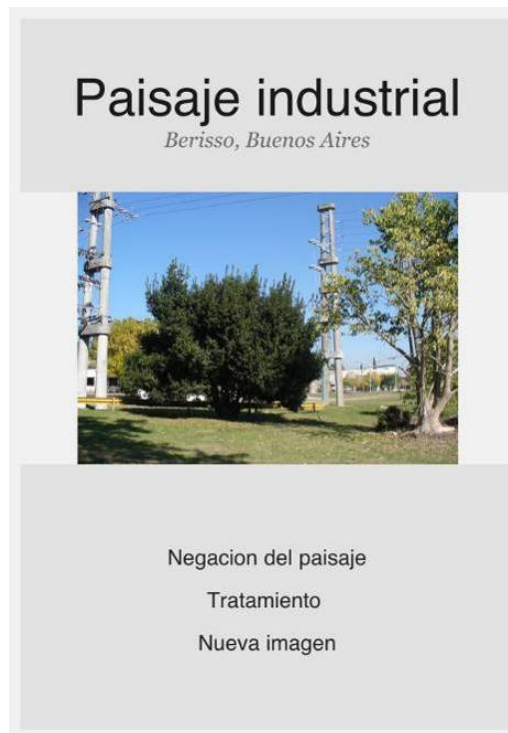 Paisaje industrial
Berisso, Buenos Aires
Negacion del paisaje
Tratamiento
Nueva imagen